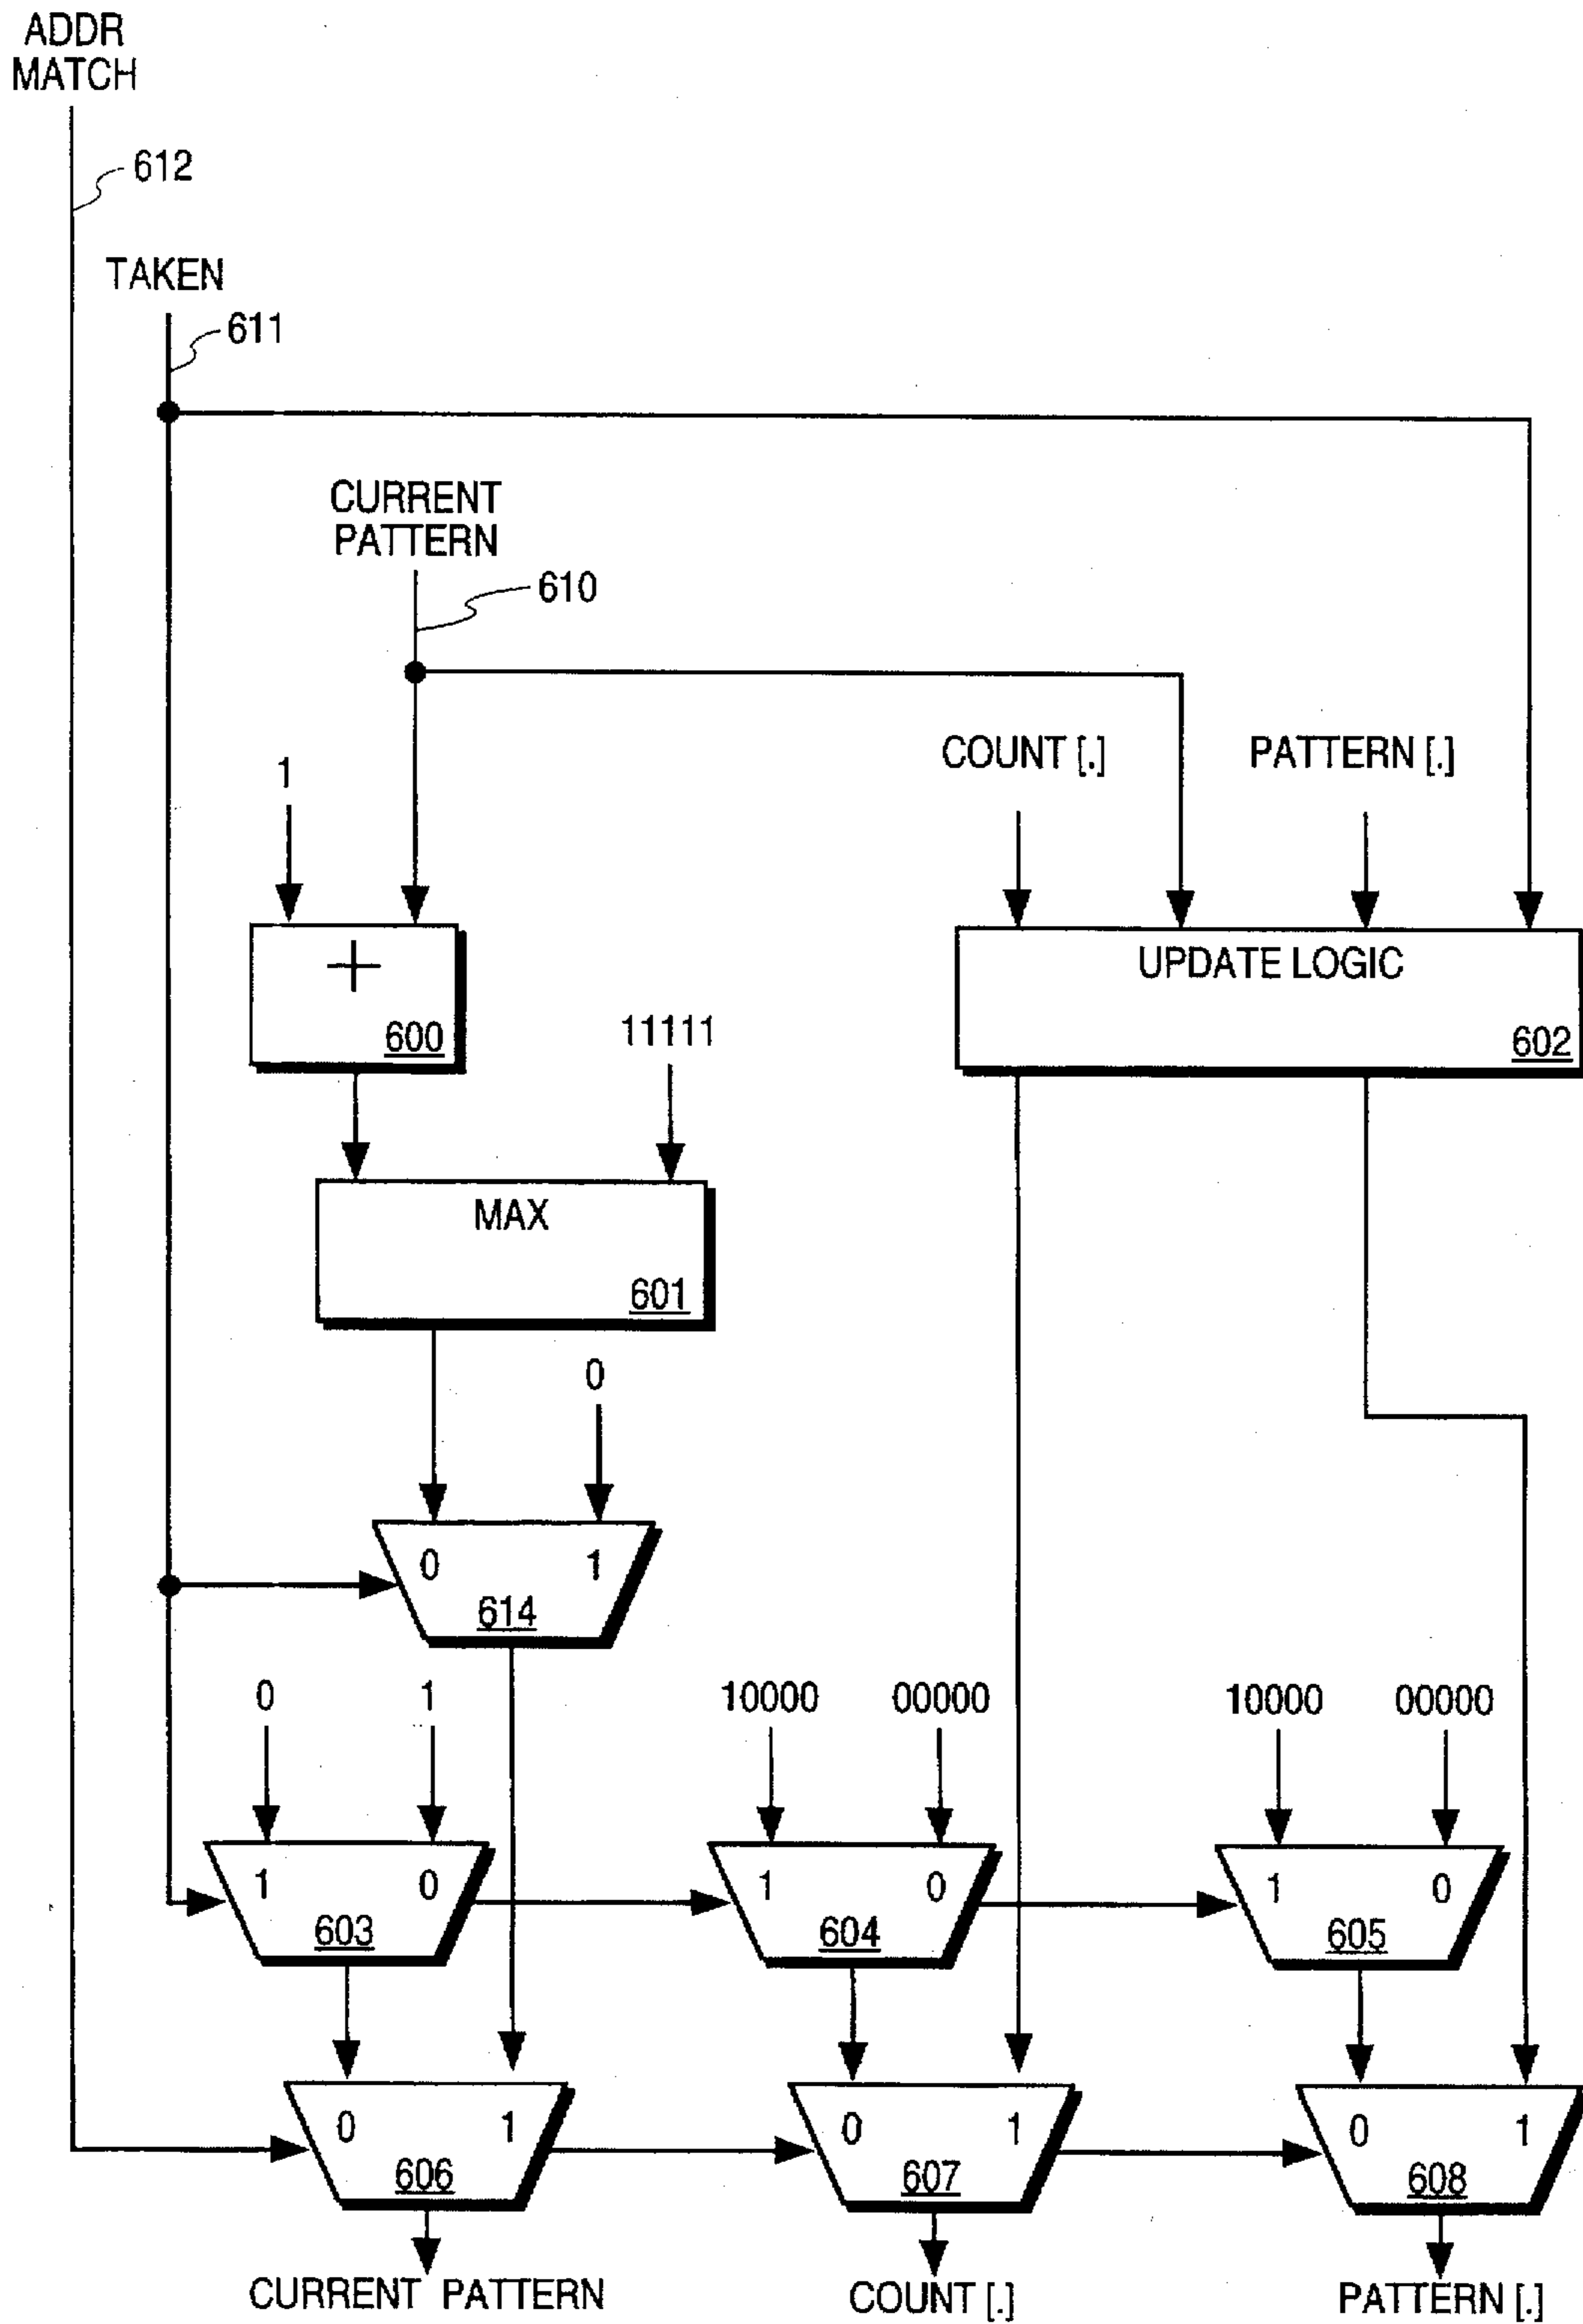 ADDR
MATCH
612
TAKEN
611
CURRENT
PATTERN
610
COUNT [.]
PATTERN [.]
1
+
600
UPDATE LOGIC
602
11111
MAX
601
0
0 1
614
0 1
10000 00000
10000 00000
1 0
603
1 0
604
1 0
605
0 1
606
0 1
607
0 1
608
CURRENT PATTERN
COUNT [.]
PATTERN [.]